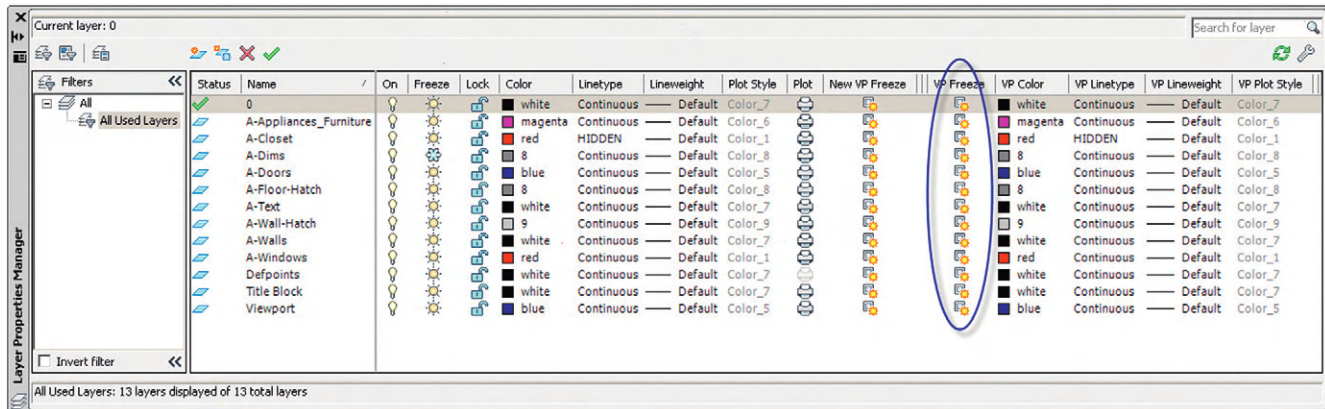 Current layer: 0
Search for layer
Filters
All
All Used Layers
Invert filter
Layer Properties Manager
Status Name On Freeze Lock Color Linetype Lineweight Plot Style Plot New VP Freeze VP Freeze VP Color VP Linetype VP Lineweight VP Plot Style
0 white Continuous Default Color_7 white Continuous Default Color_7
A-Appliances_Furniture magenta Continuous Default Color_6 magenta Continuous Default Color_6
A-Closet red HIDDEN Default Color_1 red HIDDEN Default Color_1
A-Dims 8 Continuous Default Color_8 8 Continuous Default Color_8
A-Doors blue Continuous Default Color_5 blue Continuous Default Color_5
A-Floor-Hatch 8 Continuous Default Color_8 8 Continuous Default Color_8
A-Text white Continuous Default Color_7 white Continuous Default Color_7
A-Wall-Hatch 9 Continuous Default Color_9 9 Continuous Default Color_9
A-Walls white Continuous Default Color_7 white Continuous Default Color_7
A-Windows red Continuous Default Color_1 red Continuous Default Color_1
Defpoints white Continuous Default Color_7 white Continuous Default Color_7
Title Block white Continuous Default Color_7 white Continuous Default Color_7
Viewport blue Continuous Default Color_5 blue Continuous Default Color_5
All Used Layers: 13 layers displayed of 13 total layers